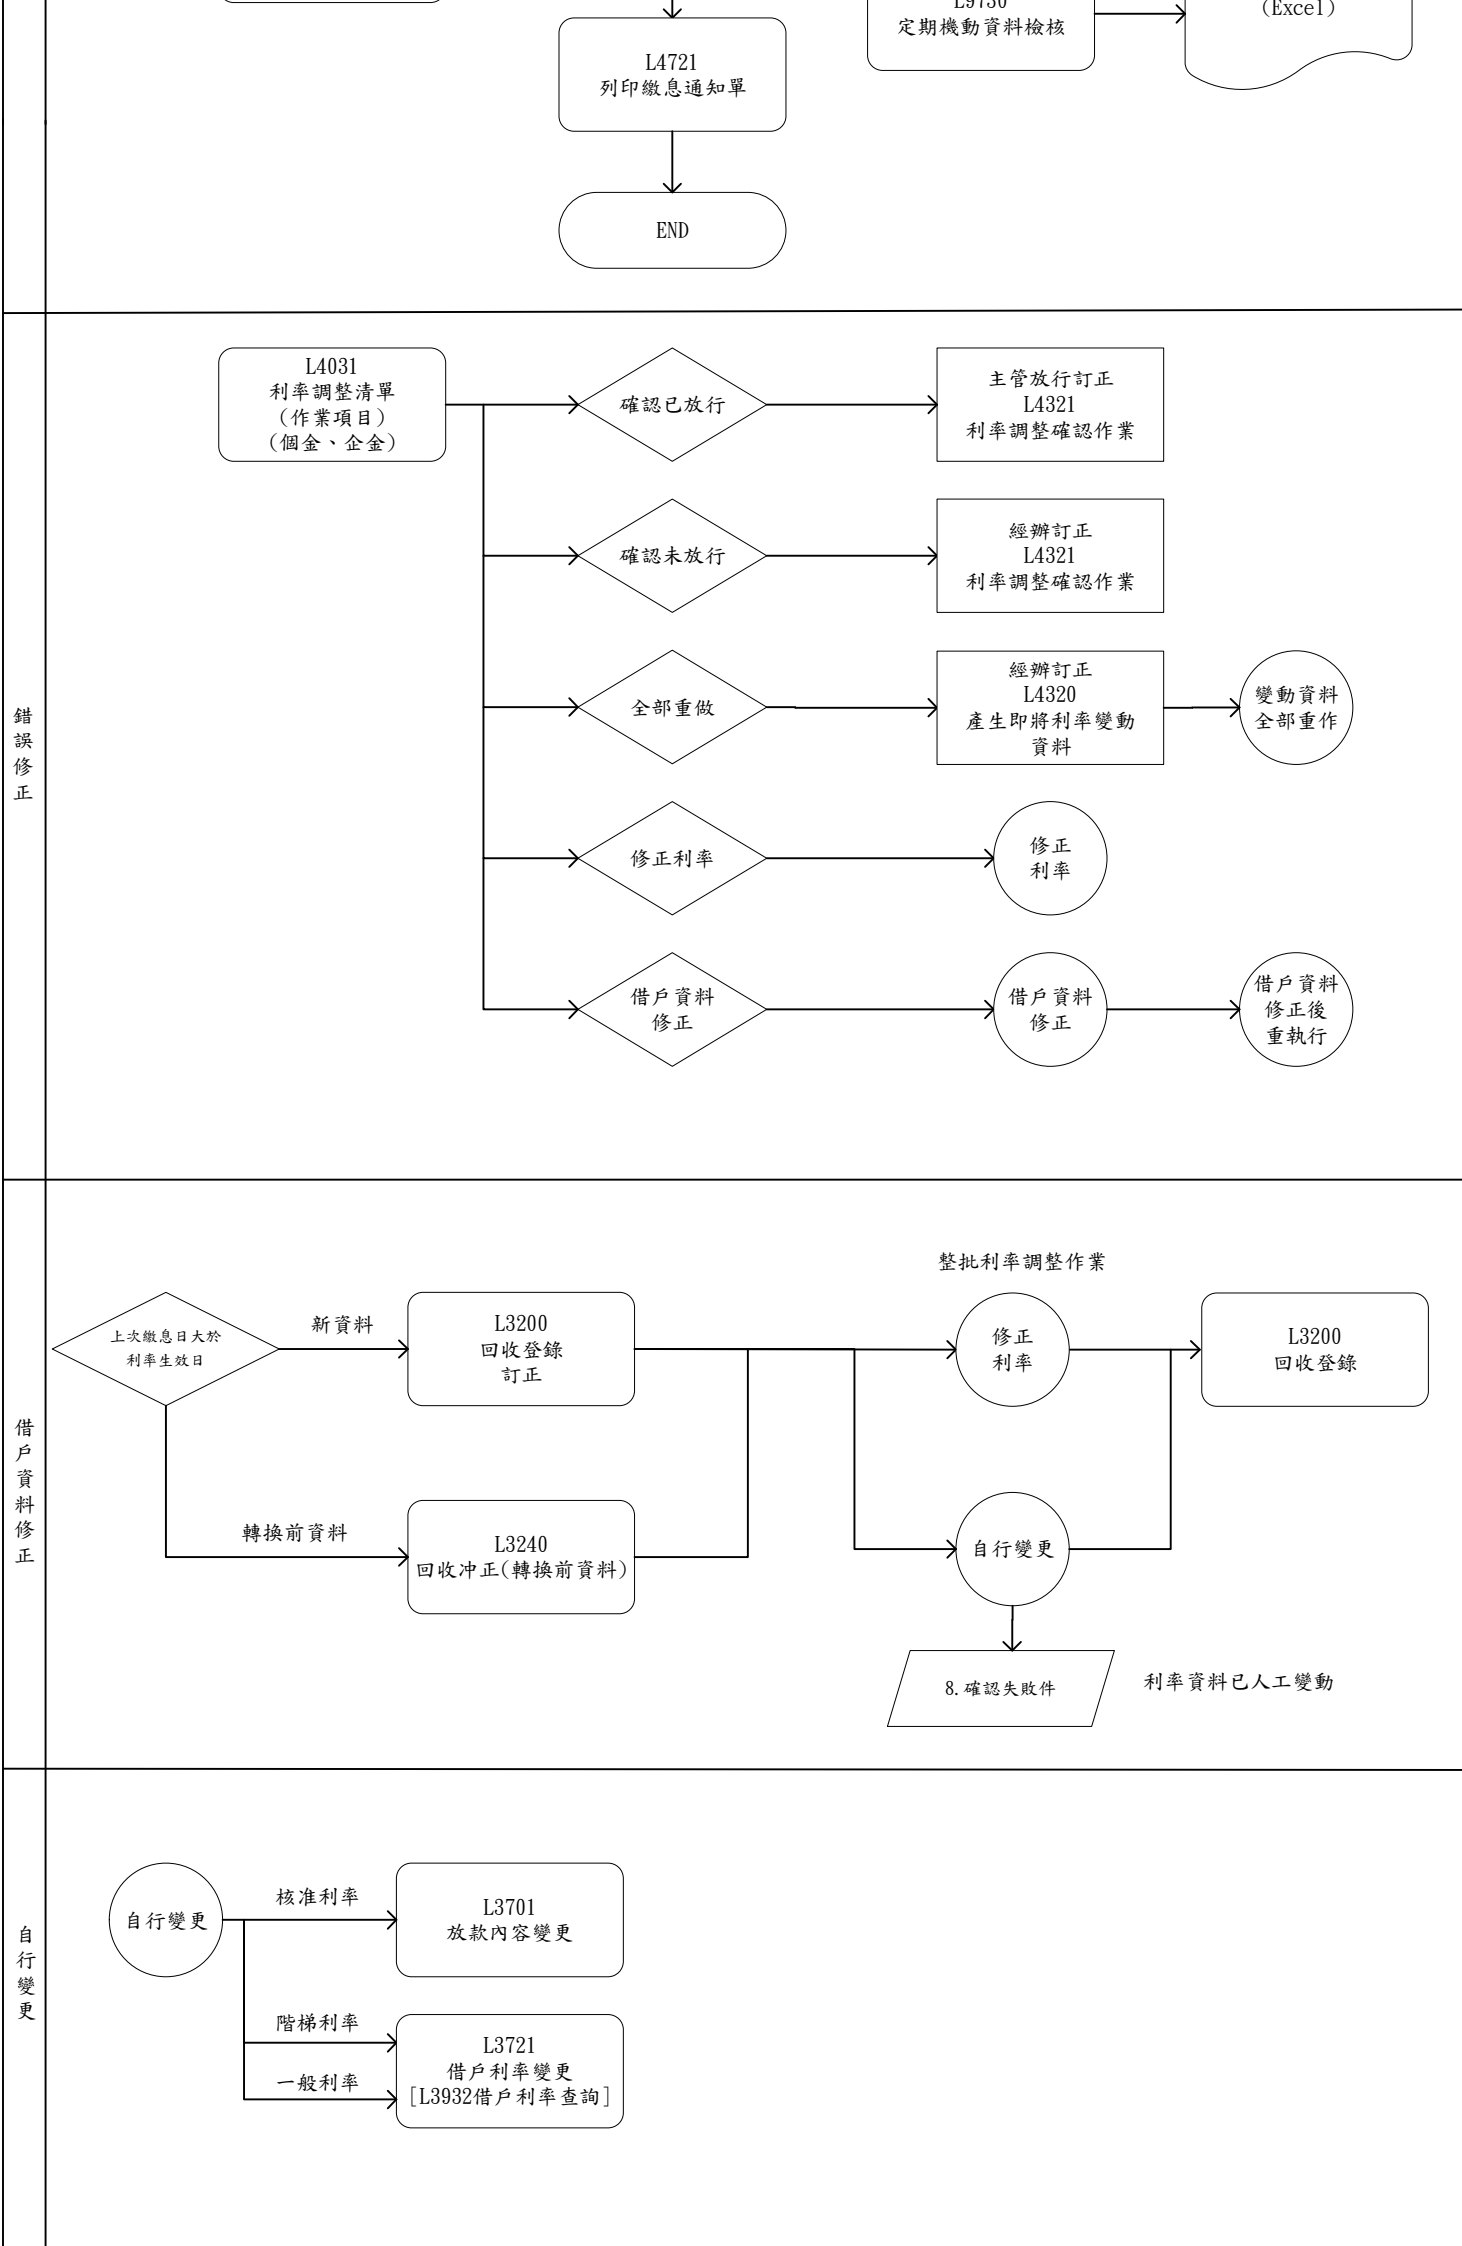 L4721
列印繳息通知單
END
(Excel)
定期機動資料檢核
錯誤修正
L4031
利率調整清單
(作業項目)
(個金、企金)
確認已放行
主管放行訂正
L4321
利率調整確認作業
確認未放行
經辦訂正
L4321
利率調整確認作業
全部重做
經辦訂正
L4320
產生即將利率變動
資料
變動資料
全部重作
修正利率
修正
利率
借戶資料
修正
借戶資料
修正
借戶資料
修正後
重執行
借戶資料修正
上次繳息日大於
利率生效日
新資料
L3200
回收登錄
訂正
轉換前資料
L3240
回收冲正(轉換前資料)
整批利率調整作業
修正
利率
L3200
回收登錄
自行變更
8.確認失敗件
利率資料已人工變動
自行變更
自行變更
核准利率
L3701
放款內容變更
階梯利率
一般利率
L3721
借戶利率變更
[L3932借戶利率查詢]